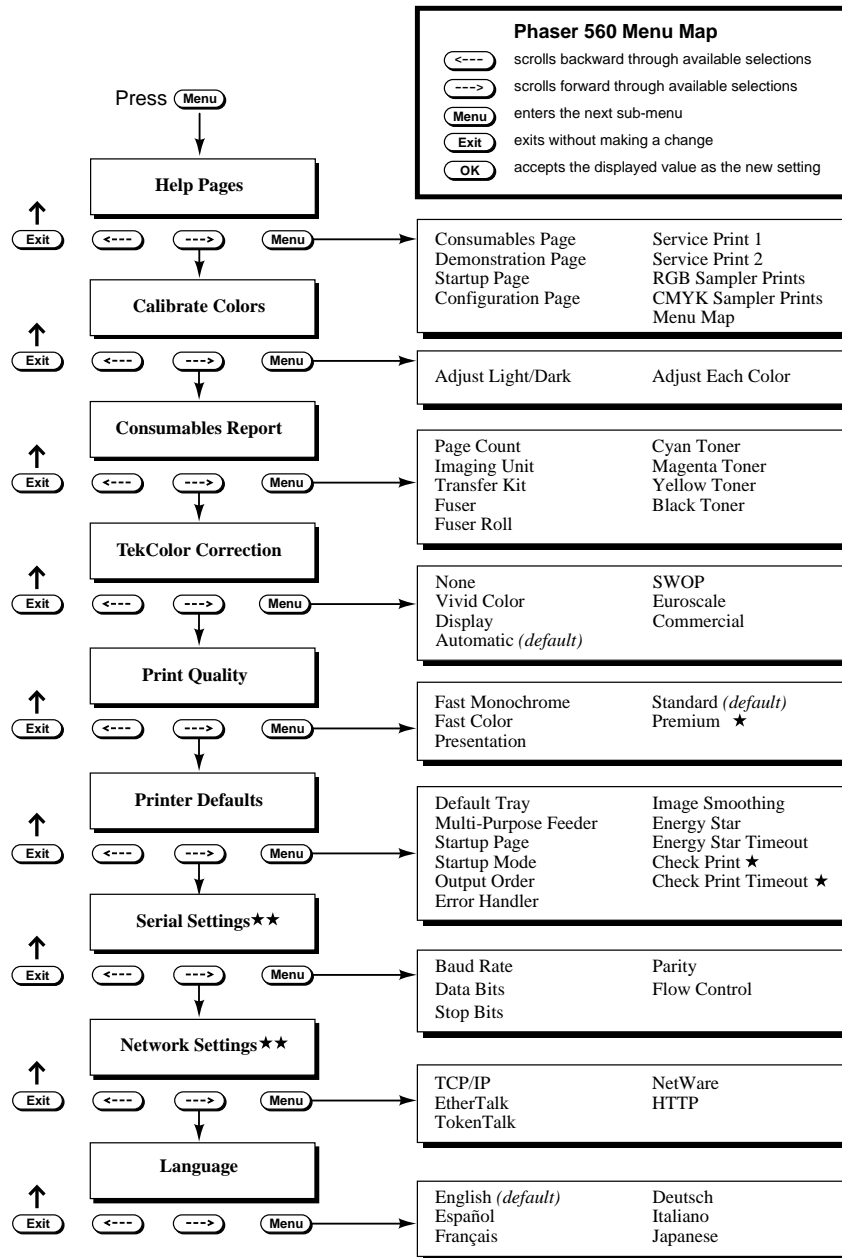 Phaser 560 Menu Map
<--- scrolls backward through available selections
---> scrolls forward through available selections
Menu enters the next sub-menu
Exit exits without making a change
OK accepts the displayed value as the new setting
Press Menu
Help Pages
Exit <--- ---> Menu
Consumables Page Service Print 1
Demonstration Page Service Print 2
Startup Page RGB Sampler Prints
Configuration Page CMYK Sampler Prints
Menu Map
Calibrate Colors
Exit <--- ---> Menu
Adjust Light/Dark Adjust Each Color
Consumables Report
Exit <--- ---> Menu
Page Count Cyan Toner
Imaging Unit Magenta Toner
Transfer Kit Yellow Toner
Fuser Black Toner
Fuser Roll
TekColor Correction
Exit <--- ---> Menu
None SWOP
Vivid Color Euroscale
Display Commercial
Automatic (default)
Print Quality
Exit <--- ---> Menu
Fast Monochrome Standard (default)
Fast Color Premium ★
Presentation
Printer Defaults
Exit <--- ---> Menu
Default Tray Image Smoothing
Multi-Purpose Feeder Energy Star
Startup Page Energy Star Timeout
Startup Mode Check Print ★
Output Order Check Print Timeout ★
Error Handler
Serial Settings★★
Exit <--- ---> Menu
Baud Rate Parity
Data Bits Flow Control
Stop Bits
Network Settings★★
Exit <--- ---> Menu
TCP/IP NetWare
EtherTalk HTTP
TokenTalk
Language
Exit <--- ---> Menu
English (default) Deutsch
Español Italiano
Français Japanese